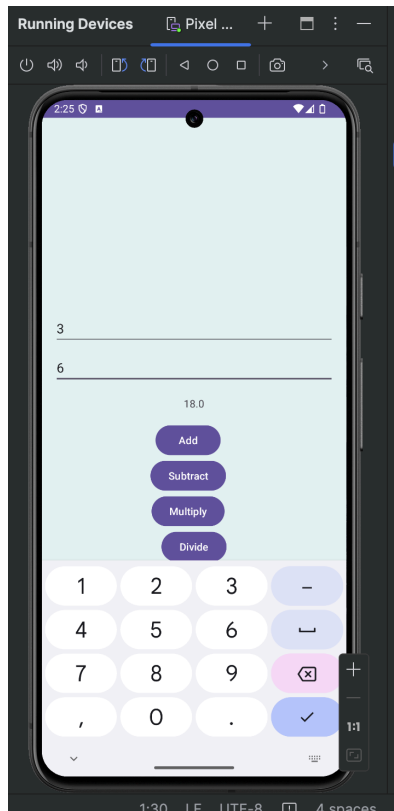 Running Devices Pixel ...
2:25
3
6
18.0
Add
Subtract
Multiply
Divide
1 2 3 –
4 5 6
7 8 9
, 0 .
1:1
1:30 LF UTF-8 4 spaces